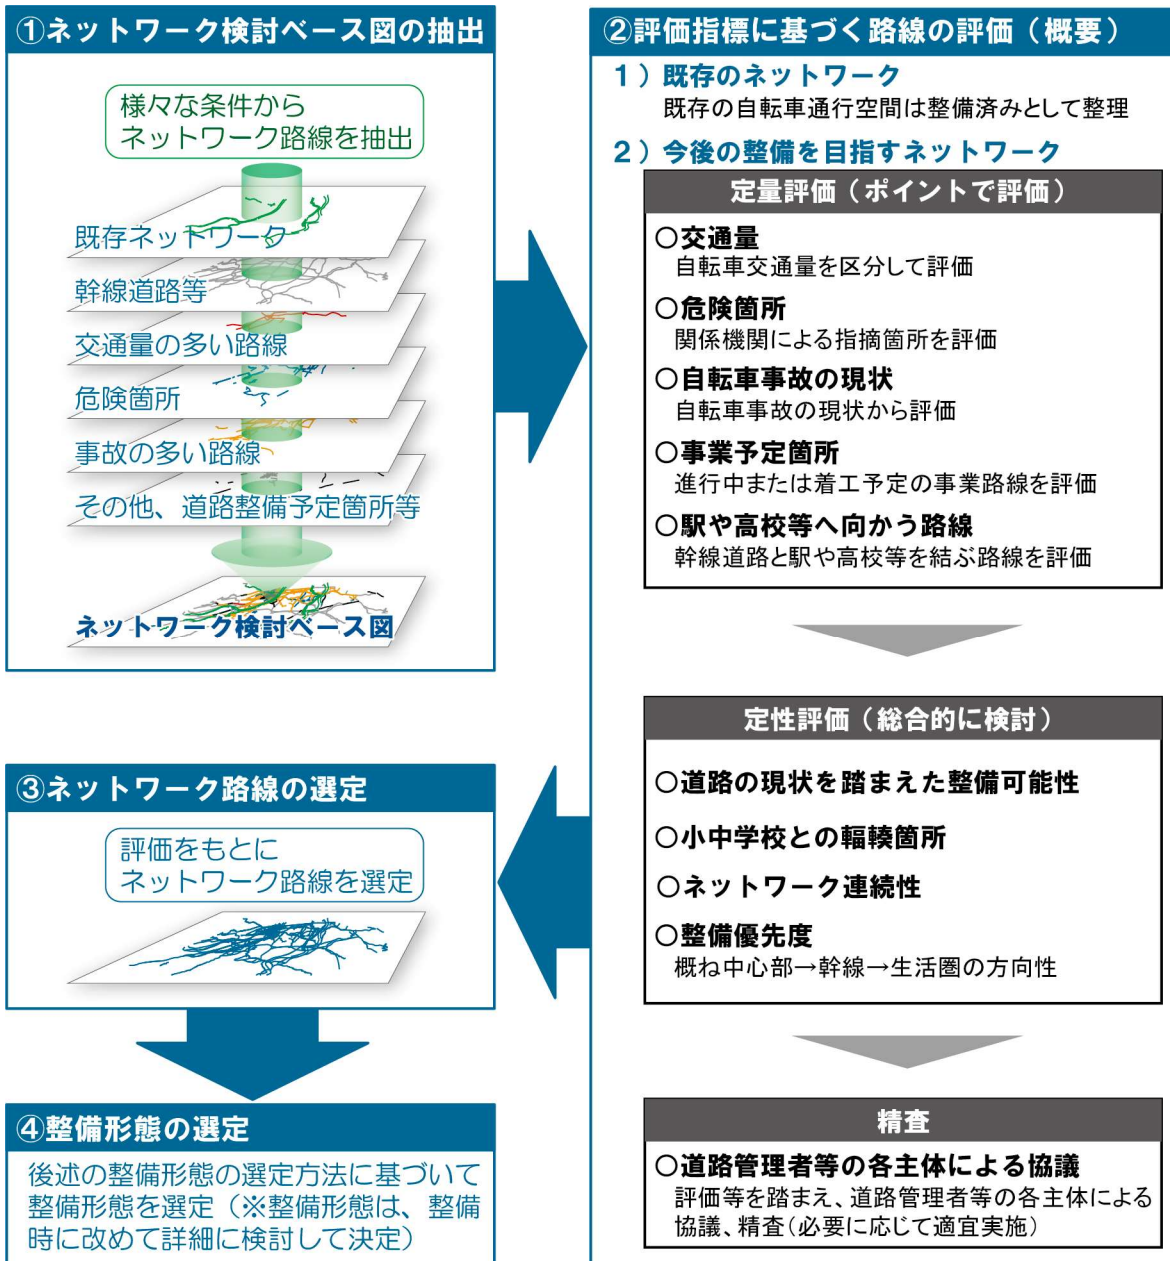 ①ネットワーク検討ベース図の抽出
様々な条件から
ネットワーク路線を抽出
既存ネットワーク
幹線道路等
交通量の多い路線
危険箇所
事故の多い路線
その他、道路整備予定箇所等
ネットワーク検討ベース図
②評価指標に基づく路線の評価（概要）
1）既存のネットワーク
既存の自転車通行空間は整備済みとして整理
2）今後の整備を目指すネットワーク
定量評価（ポイントで評価）
○交通量
自転車交通量を区分して評価
○危険箇所
関係機関による指摘箇所を評価
○自転車事故の現状
自転車事故の現状から評価
○事業予定箇所
進行中または着工予定の事業路線を評価
○駅や高校等へ向かう路線
幹線道路と駅や高校等を結ぶ路線を評価
定性評価（総合的に検討）
○道路の現状を踏まえた整備可能性
○小中学校との輻輳箇所
○ネットワーク連続性
○整備優先度
概ね中心部→幹線→生活圏の方向性
精査
○道路管理者等の各主体による協議
評価等を踏まえ、道路管理者等の各主体による
協議、精査（必要に応じて適宜実施）
③ネットワーク路線の選定
評価をもとに
ネットワーク路線を選定
④整備形態の選定
後述の整備形態の選定方法に基づいて
整備形態を選定（※整備形態は、整備
時に改めて詳細に検討して決定）